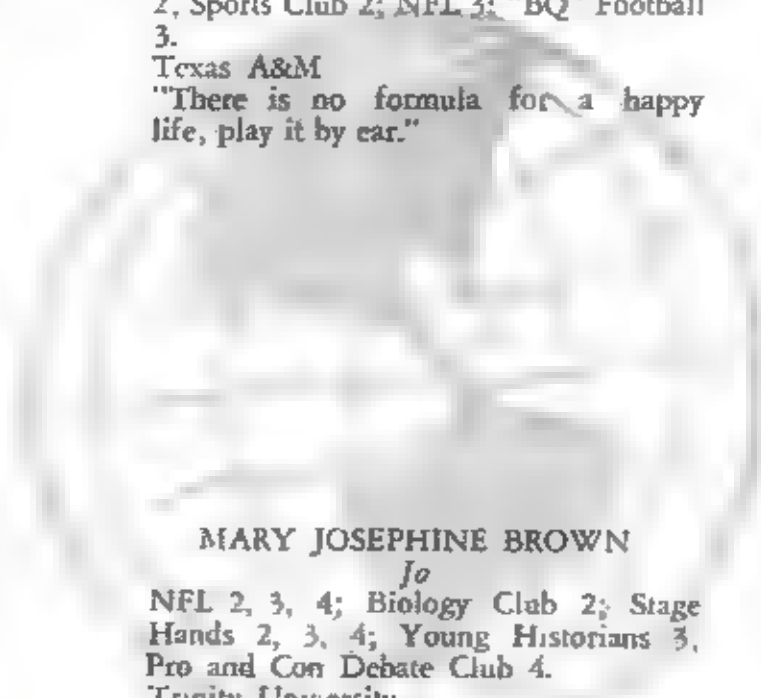 2, Sports Club 2; NFL 3; "BQ" Football
3.
Texas A&M
"There is no formula for a happy
life, play it by ear."
MARY JOSEPHINE BROWN
Jo
NFL 2, 3, 4; Biology Club 2; Stage
Hands 2, 3, 4; Young Historians 3,
Pro and Con Debate Club 4.
Trinity University